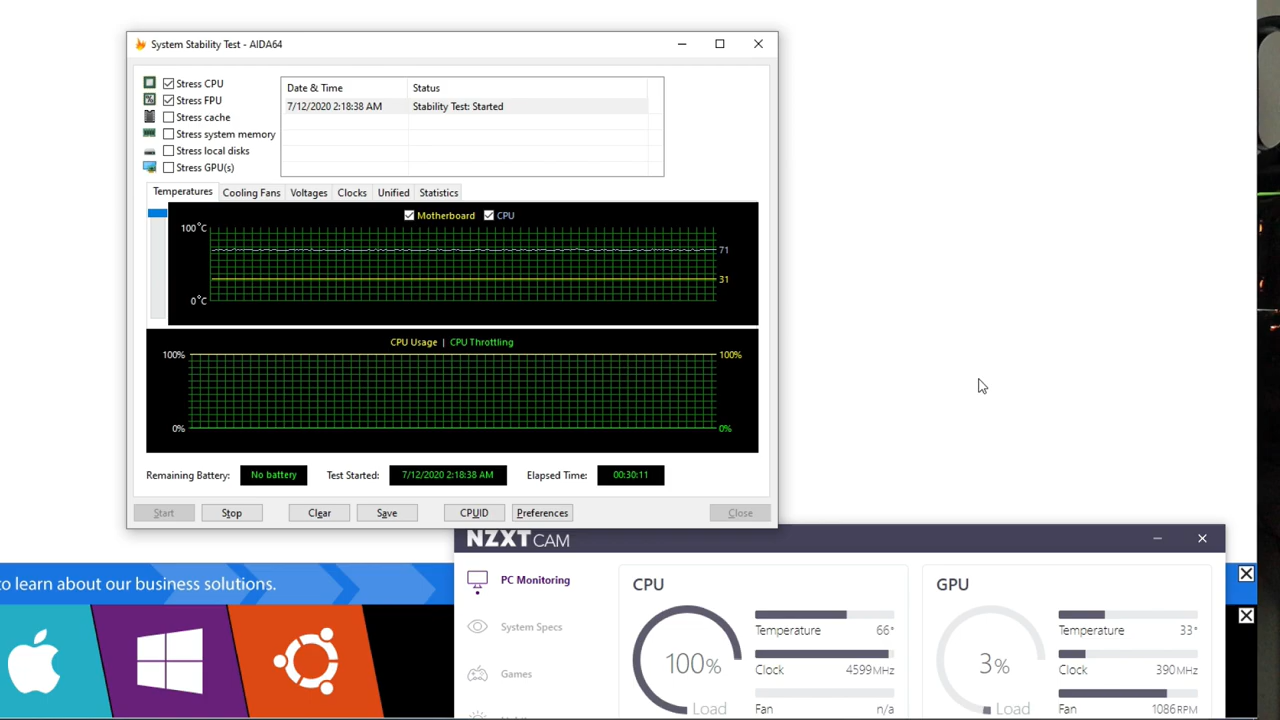 System Stability Test - AIDA64
Stress CPU
Stress FPU
Stress cache
Stress system memory
Stress local disks
Stress GPU(s)
Date & Time Status
7/12/2020 2:18:38 AM Stability Test: Started
Temperatures Cooling Fans Voltages Clocks Unified Statistics
Motherboard CPU
100°C
71
31
0°C
CPU Usage | CPU Throttling
100% 100%
0% 0%
Remaining Battery: No battery Test Started: 7/12/2020 2:18:38 AM Elapsed Time: 00:30:11
Start Stop Clear Save CPUID Preferences Close
NZXT CAM
to learn about our business solutions.
PC Monitoring
System Specs
Games
CPU
100%
Load
Temperature 66°
Clock 4599MHz
Fan n/a
GPU
3%
Load
Temperature 33°
Clock 390MHz
Fan 1086RPM